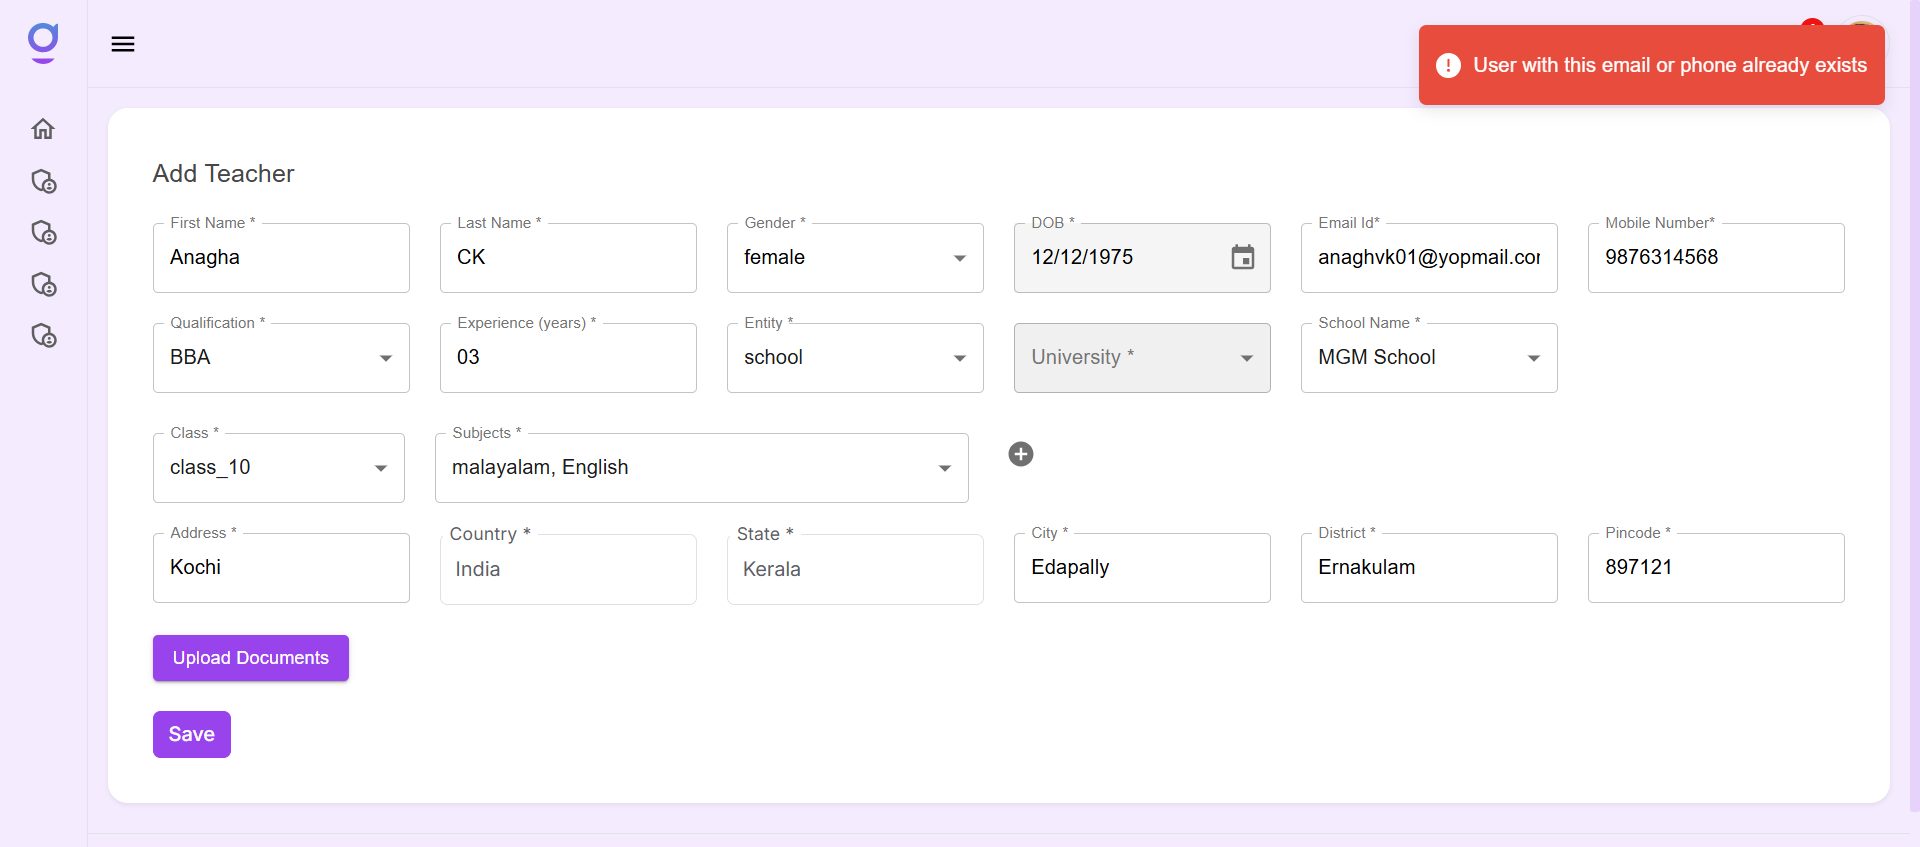 User with this email or phone already exists
Add Teacher
First Name * Last Name * Gender * DOB * Email Id* Mobile Number*
Anagha CK female 12/12/1975 anaghvk01@yopmail.cor 9876314568
Qualification * Experience (years) * Entity * School Name *
BBA 03 school University * MGM School
Class * Subjects *
class_10 malayalam, English
Address * Country * State * City * District * Pincode *
Kochi India Kerala Edapally Ernakulam 897121
Upload Documents
Save